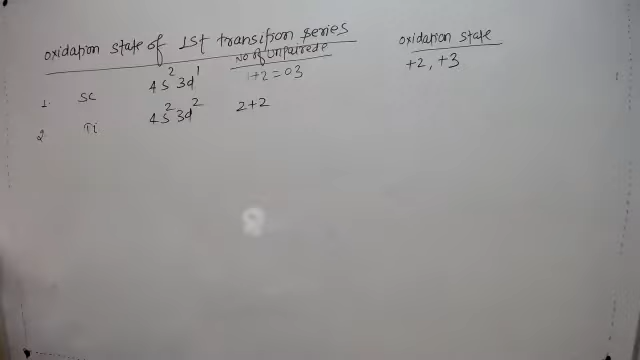 oxidation state of 1st transition series
No of unpaired e
oxidation state
1. SC 4s² 3d¹ 1+2=03 +2, +3
2 Ti 4s² 3d² 2+2